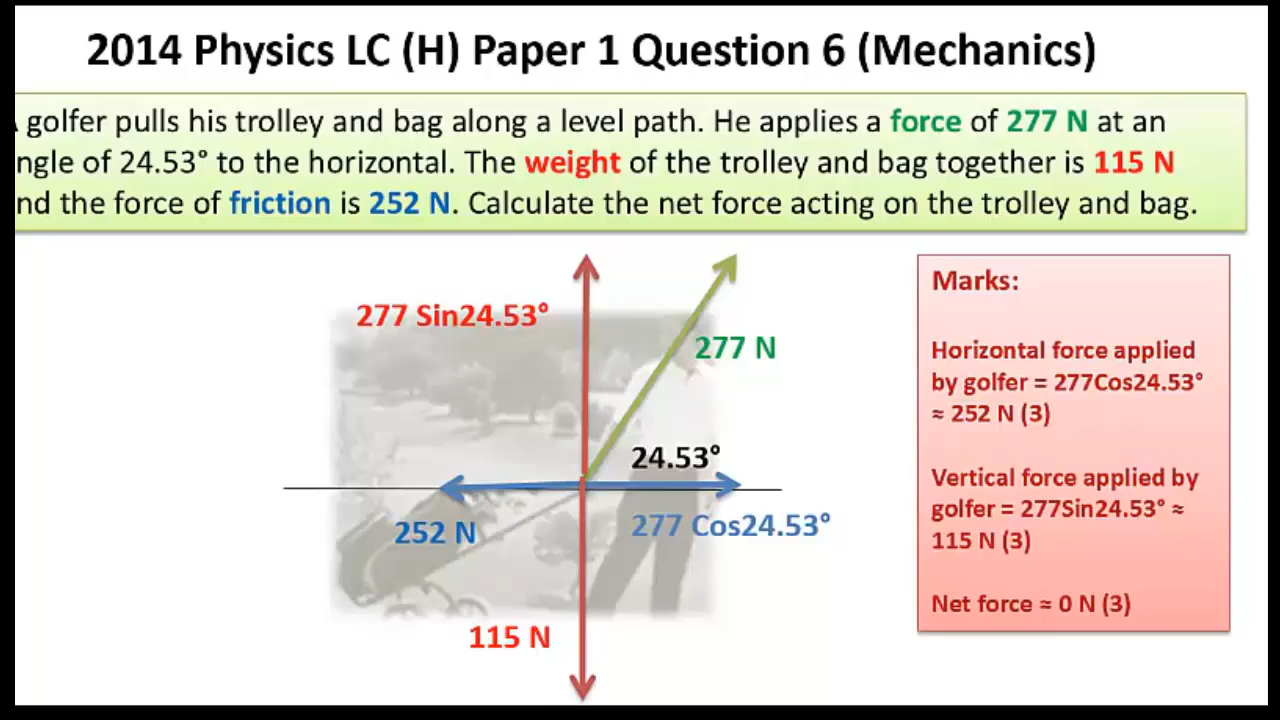 2014 Physics LC (H) Paper 1 Question 6 (Mechanics)
golfer pulls his trolley and bag along a level path. He applies a force of 277 N at an
ngle of 24.53° to the horizontal. The weight of the trolley and bag together is 115 N
nd the force of friction is 252 N. Calculate the net force acting on the trolley and bag.
277 Sin24.53°
277 N
24.53°
252 N
277 Cos24.53°
115 N
Marks:
Horizontal force applied
by golfer = 277Cos24.53°
≈ 252 N (3)
Vertical force applied by
golfer = 277Sin24.53° ≈
115 N (3)
Net force ≈ 0 N (3)